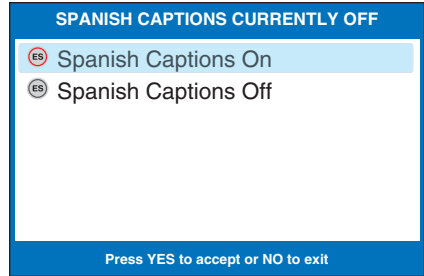 SPANISH CAPTIONS CURRENTLY OFF
ES Spanish Captions On
ES Spanish Captions Off
Press YES to accept or NO to exit